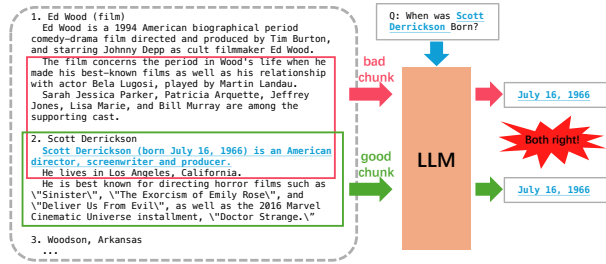 1. Ed Wood (film)
Ed Wood is a 1994 American biographical period
comedy-drama film directed and produced by Tim Burton,
and starring Johnny Depp as cult filmmaker Ed Wood.
The film concerns the period in Wood's life when he
made his best-known films as well as his relationship
with actor Bela Lugosi, played by Martin Landau.
Sarah Jessica Parker, Patricia Arquette, Jeffrey
Jones, Lisa Marie, and Bill Murray are among the
supporting cast.
2. Scott Derrickson
Scott Derrickson (born July 16, 1966) is an American
director, screenwriter and producer.
He lives in Los Angeles, California.
He is best known for directing horror films such as
\"Sinister\", \"The Exorcism of Emily Rose\", and
\"Deliver Us From Evil\", as well as the 2016 Marvel
Cinematic Universe installment, \"Doctor Strange.\"
3. Woodson, Arkansas
...
bad
chunk
good
chunk
Q: When was Scott
Derrickson Born?
LLM
July 16, 1966
Both right!
July 16, 1966